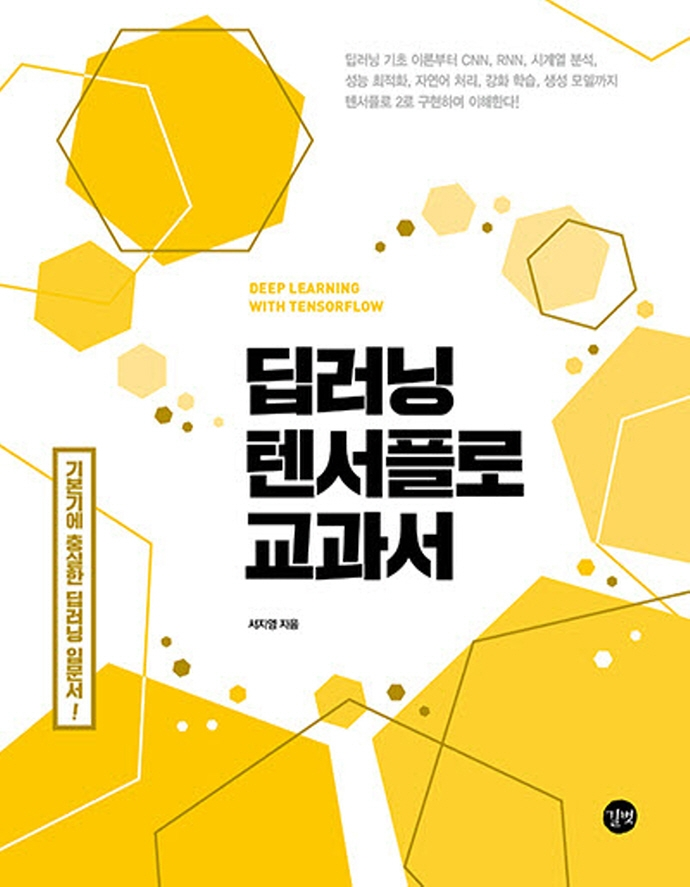 딥러닝 기초 이론부터 CNN, RNN, 시계열 분석,
성능 최적화, 자연어 처리, 강화 학습, 생성 모델까지
텐서플로 2로 구현하며 이해한다!
DEEP LEARNING
WITH TENSORFLOW
딥러닝
텐서플로
교과서
서지영 지음
기본기에 충실한 딥러닝 입문서!
길벗